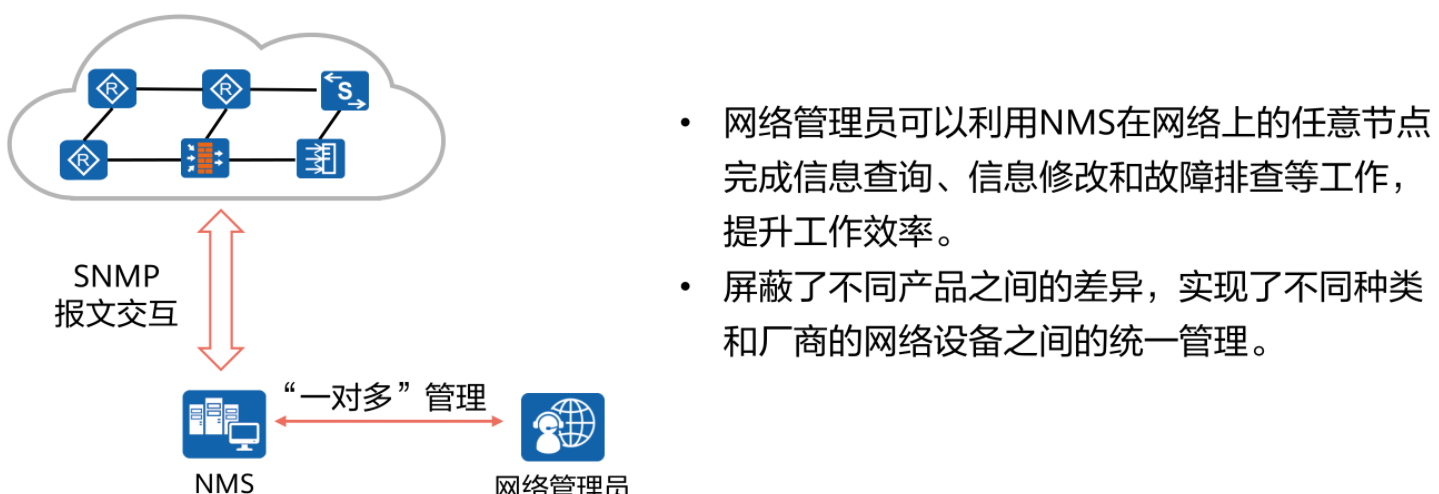 R
R
S
R
SNMP
报文交互
“一对多”管理
NMS
网络管理员
• 网络管理员可以利用NMS在网络上的任意节点
完成信息查询、信息修改和故障排查等工作，
提升工作效率。
• 屏蔽了不同产品之间的差异，实现了不同种类
和厂商的网络设备之间的统一管理。